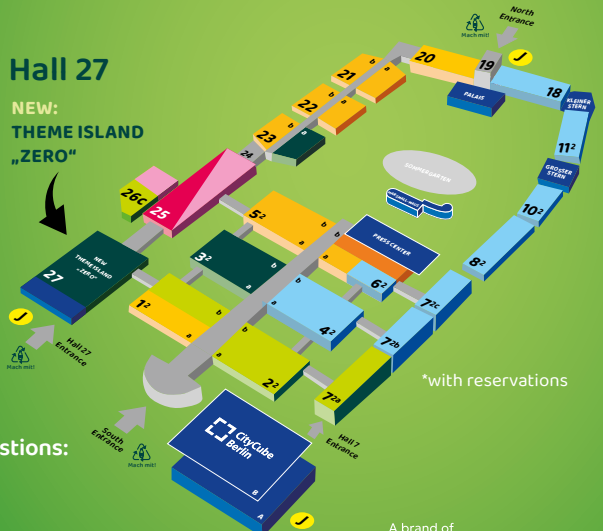 Hall 27
NEW:
THEME ISLAND
„ZERO“
North
Entrance
Mach mit!
J
20
19
18
PALAIS
KLEINER
STERN
11²
GROSSER
STERN
10²
8²
21
b
a
22
b
a
23
b
a
24
25
26c
SOMMERGARTEN
PRESS CENTER
5²
b
a
6²
b
a
7²c
7²b
7²a
3²
b
a
4²
b
a
NEW
THEME ISLAND
„ZERO“
27
1²
b
a
2²
b
a
J
Hall 27
Entrance
Mach mit!
South
Entrance
Mach mit!
Hall 7
Entrance
*with reservations
CityCube
Berlin
B
A
J
stions:
A brand of